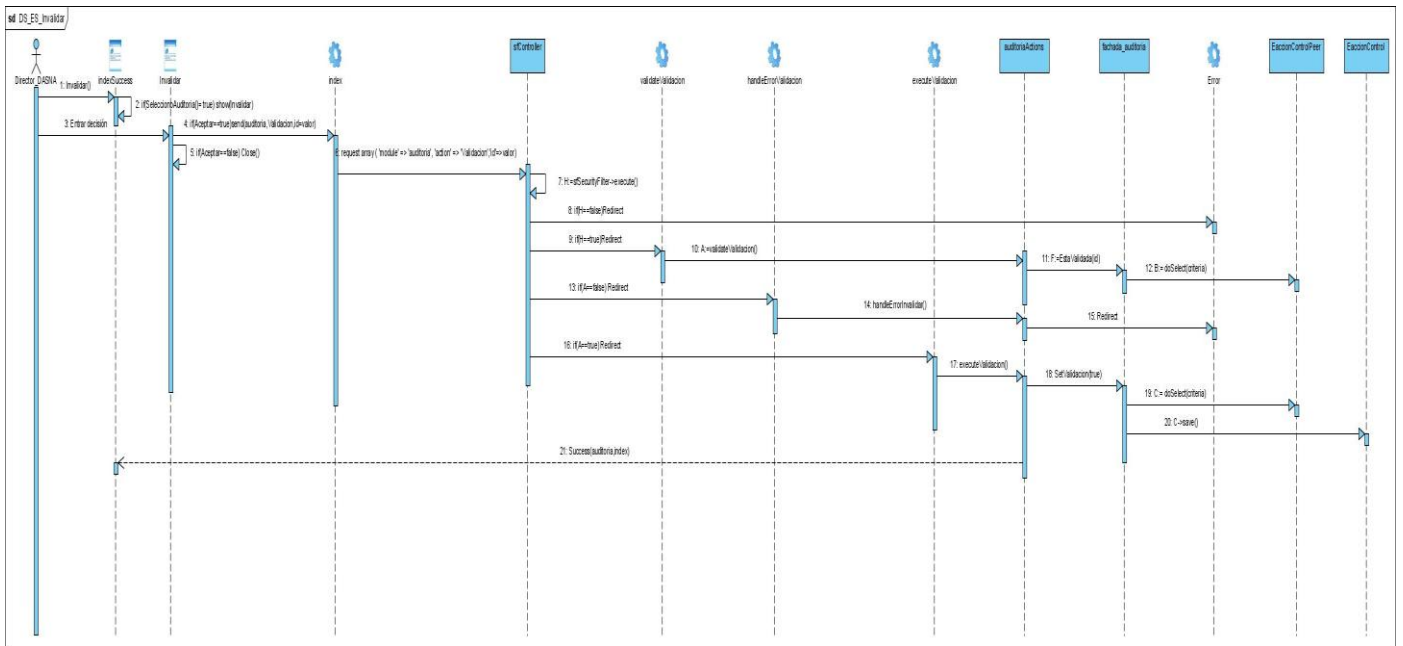 sd DS_ES_Invalidar
Director_DASNA
indexSuccess
Invalidar
index
sfController
validateValidacion
handleErrorValidacion
executeValidacion
auditoriaActions
fachada_auditoria
Error
EaccionControlPeer
EaccionControl
1: Invalidar()
2: if(SeleccionoAuditoria()= true) show(Invalidar)
3: Entrar decisión
4: if(Aceptar==true)send(auditoria,Validacion,id=valor)
5: if(Aceptar==false) Close()
6: request array ( 'module' => 'auditoria', 'action' => 'Validacion','id'=> valor)
7: H:=sfSecurityFilter->execute()
8: if(H==false)Redirect
9: if(H==true)Redirect
10: A:=validateValidacion()
11: F:=EstaValidada(id)
12: B:= doSelect(criteria)
13: if(A==false) Redirect
14: handleErrorInvalidar()
15: Redirect
16: if(A==true) Redirect
17: executeValidacion()
18: SetValidacion(true)
19: C:= doSelect(criteria)
20: C->save()
21: Success(auditoria,index)